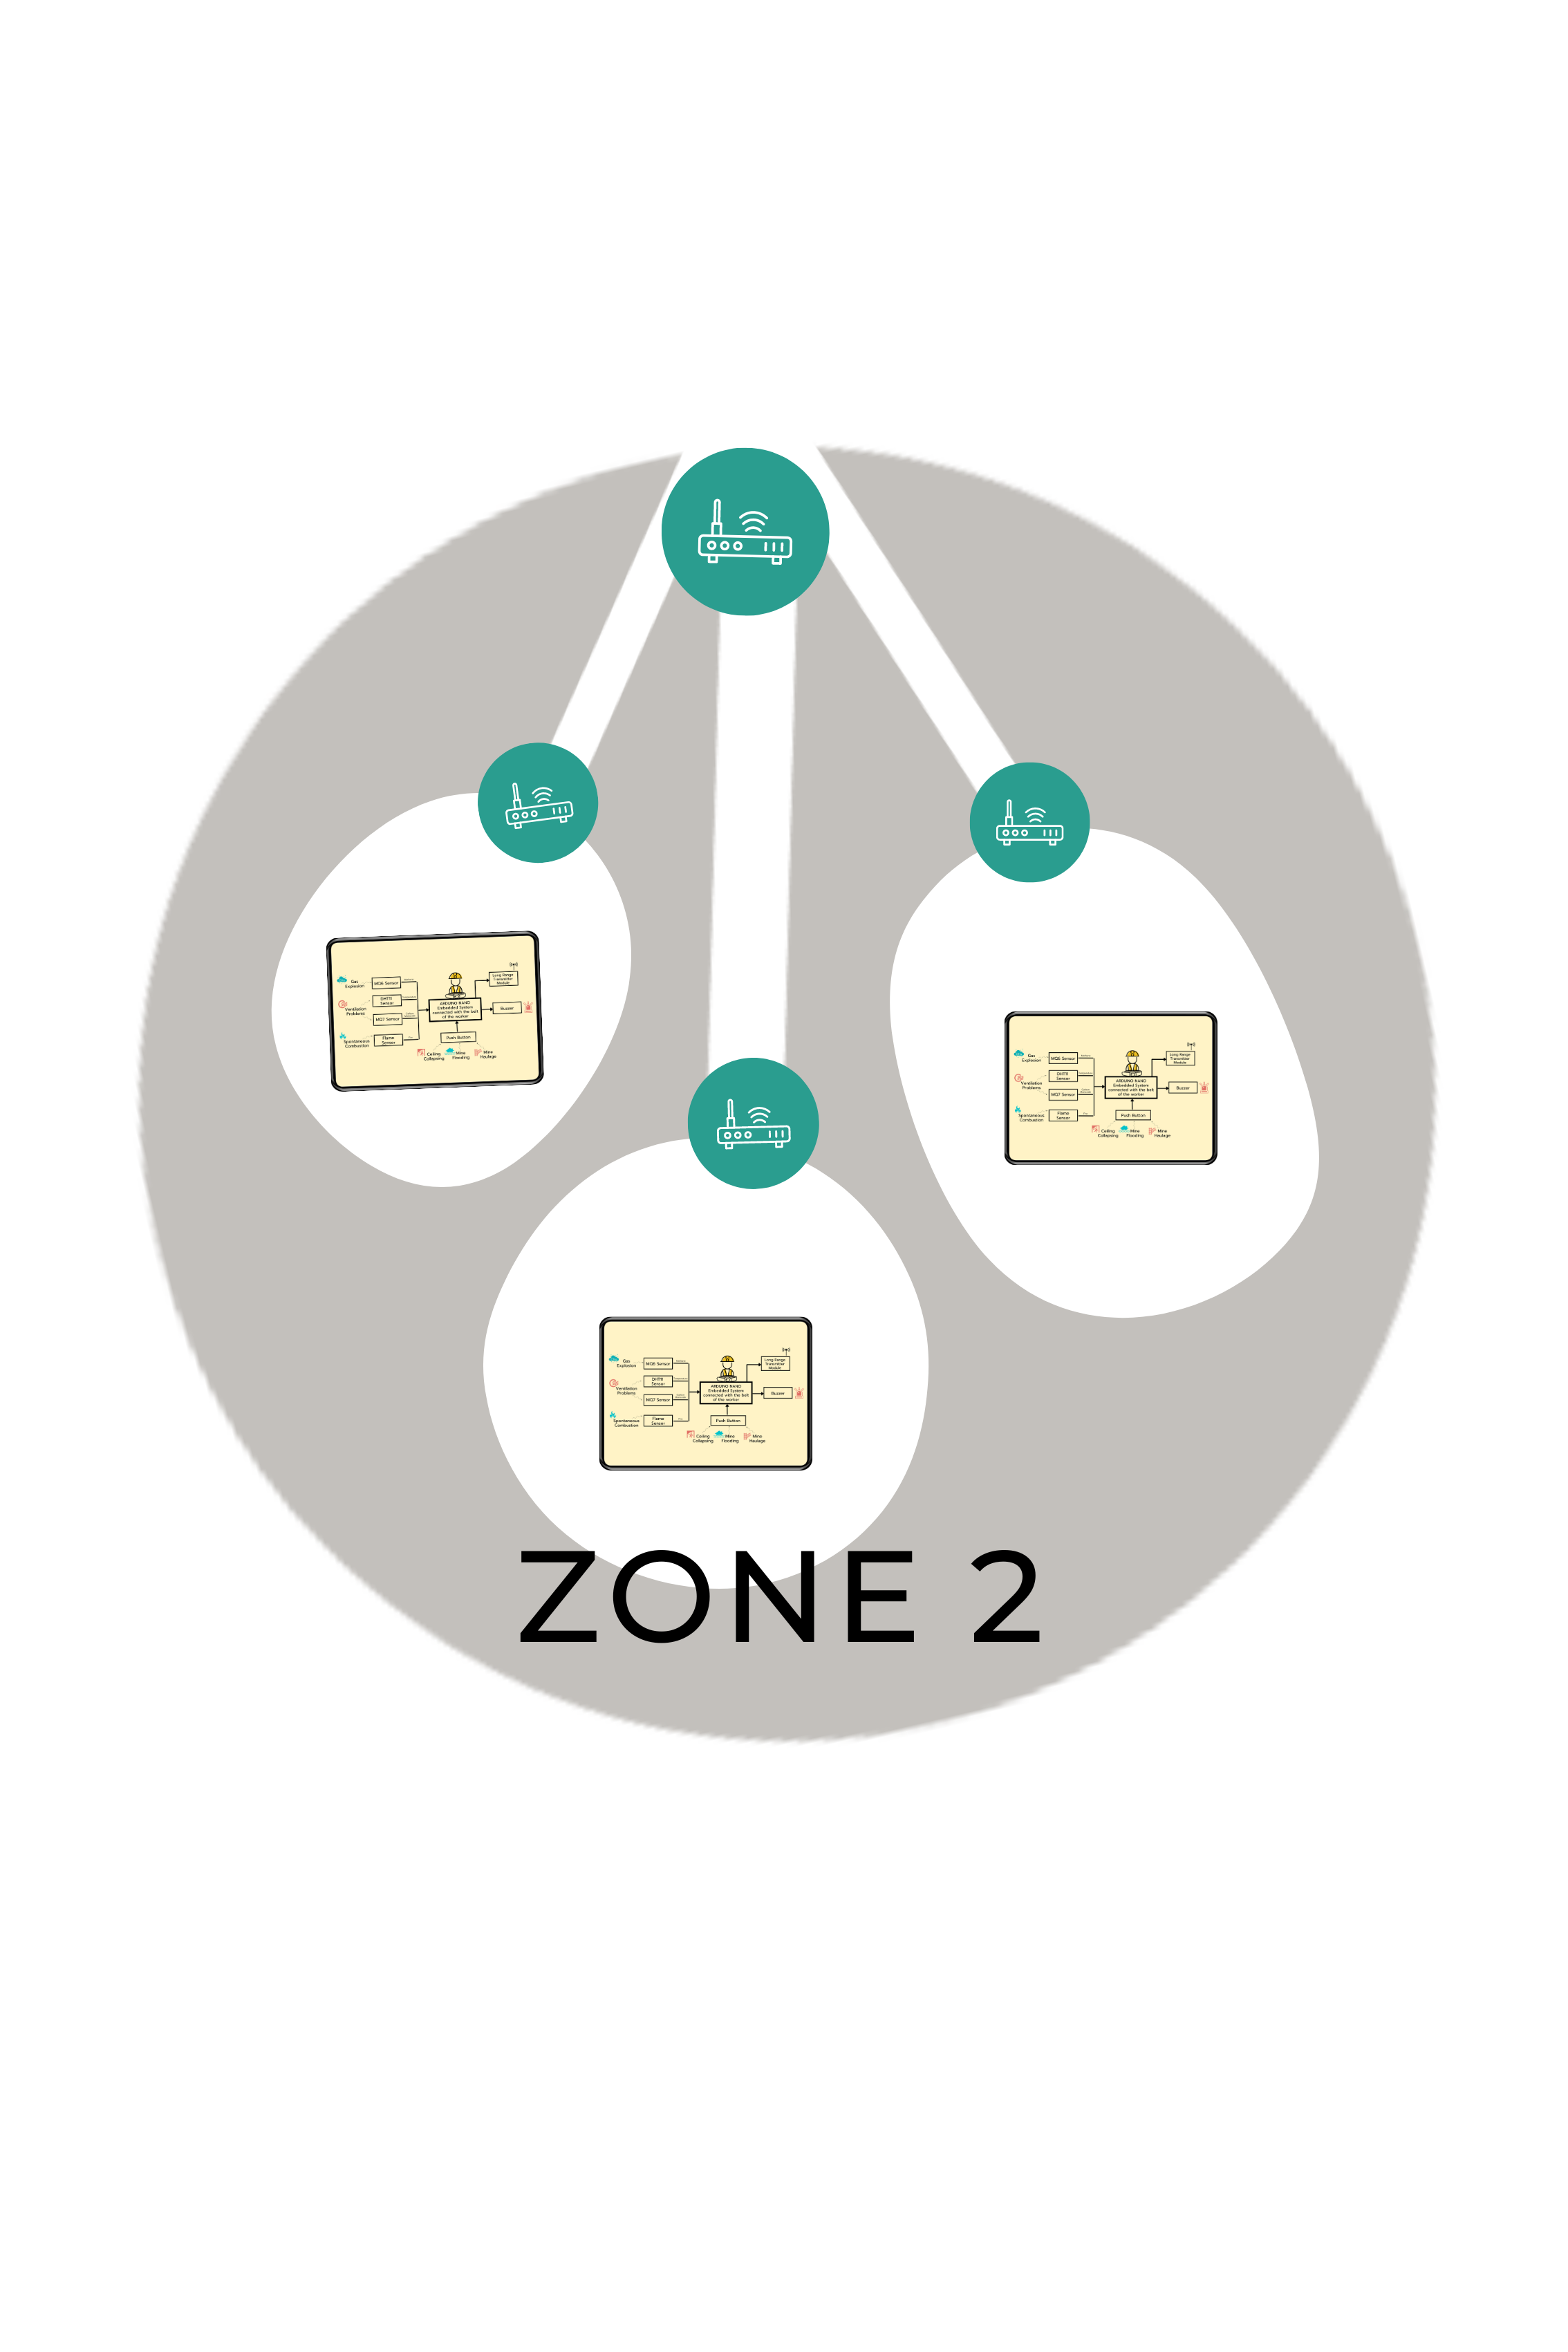 Gas
Explosion
MQ6 Sensor
Long Range
Transmitter
Module
Ventilation
Problems
DHT11
Sensor
MQ7 Sensor
ARDUINO NANO
Embedded System
connected with the belt
of the worker
Buzzer
Spontaneous
Combustion
Flame
Sensor
Push Button
Ceiling
Collapsing
Mine
Flooding
Mine
Haulage
Gas
Explosion
MQ6 Sensor
Long Range
Transmitter
Module
Ventilation
Problems
DHT11
Sensor
MQ7 Sensor
ARDUINO NANO
Embedded System
connected with the belt
of the worker
Buzzer
Spontaneous
Combustion
Flame
Sensor
Push Button
Ceiling
Collapsing
Mine
Flooding
Mine
Haulage
Gas
Explosion
MQ6 Sensor
Long Range
Transmitter
Module
Ventilation
Problems
DHT11
Sensor
MQ7 Sensor
ARDUINO NANO
Embedded System
connected with the belt
of the worker
Buzzer
Spontaneous
Combustion
Flame
Sensor
Push Button
Ceiling
Collapsing
Mine
Flooding
Mine
Haulage
ZONE 2